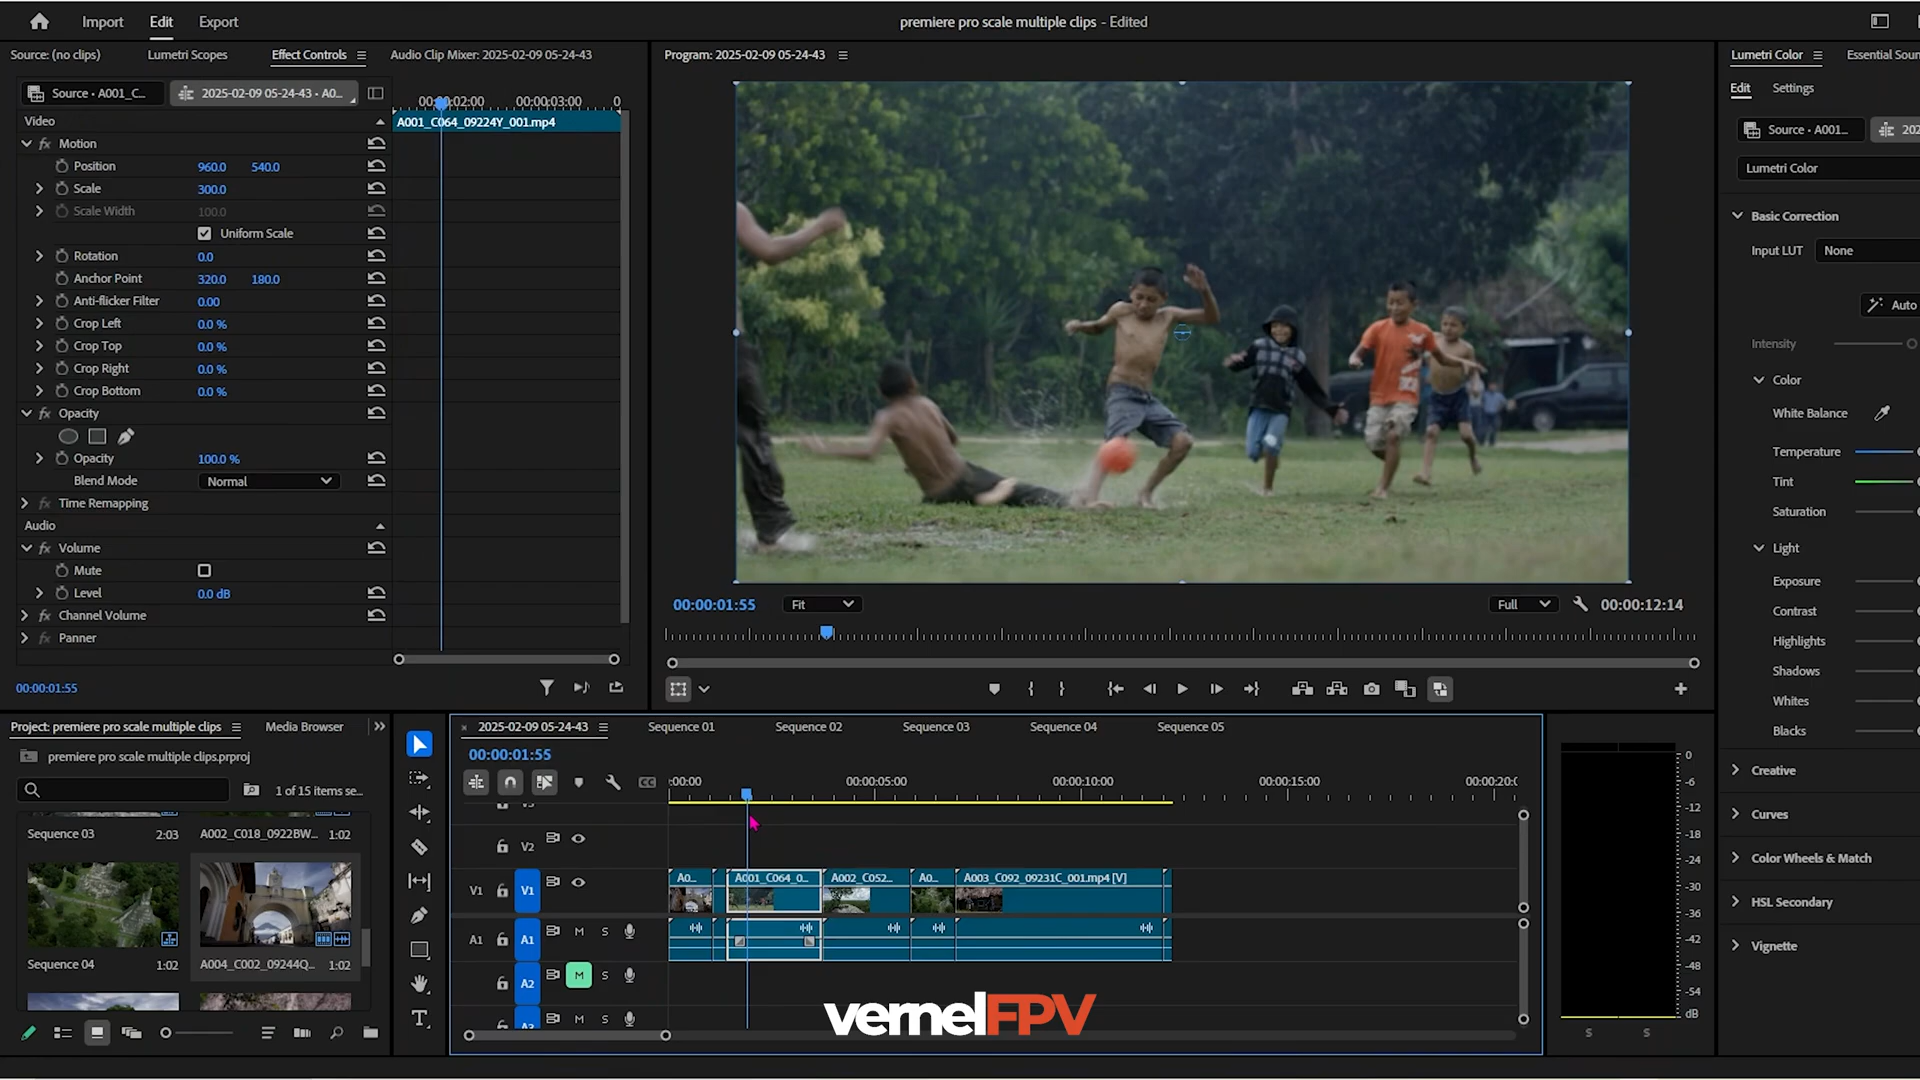 Import Edit Export
premiere pro scale multiple clips - Edited
Source: (no clips) Lumetri Scopes Effect Controls Audio Clip Mixer: 2025-02-09 05-24-43
Source • A001_C... 2025-02-09 05-24-43 • A0...
00:00:02:00 00:00:03:00 0
Video
A001_C064_09224Y_001.mp4
Motion
Position 960.0 540.0
Scale 300.0
Scale Width 100.0
Uniform Scale
Rotation 0.0
Anchor Point 320.0 180.0
Anti-flicker Filter 0.00
Crop Left 0.0 %
Crop Top 0.0 %
Crop Right 0.0 %
Crop Bottom 0.0 %
Opacity
Opacity 100.0 %
Blend Mode Normal
Time Remapping
Audio
Volume
Mute
Level 0.0 dB
Channel Volume
Panner
00:00:01:55
Program: 2025-02-09 05-24-43
00:00:01:55 Fit Full 00:00:12:14
Lumetri Color Essential Soun
Edit Settings
Source • A001... 202
Lumetri Color
Basic Correction
Input LUT None
Auto
Intensity
Color
White Balance
Temperature
Tint
Saturation
Light
Exposure
Contrast
Highlights
Shadows
Whites
Blacks
Creative
Curves
Color Wheels & Match
HSL Secondary
Vignette
Project: premiere pro scale multiple clips Media Browser
premiere pro scale multiple clips.prproj
1 of 15 items se...
Sequence 03 2:03 A002_C018_0922BW... 1:02
Sequence 04 1:02 A004_C002_09244Q... 1:02
2025-02-09 05-24-43 Sequence 01 Sequence 02 Sequence 03 Sequence 04 Sequence 05
00:00:01:55
:00:00 00:00:05:00 00:00:10:00 00:00:15:00 00:00:20:0
V2
V1 V1
A0... A001_C064_0... A002_C052... A0... A003_C092_09231C_001.mp4 [V]
A1 A1 M S
A2 M S
A3 M S
0
-6
-12
-18
-24
-30
-36
-42
-48
-54
dB
S S
vernelFPV